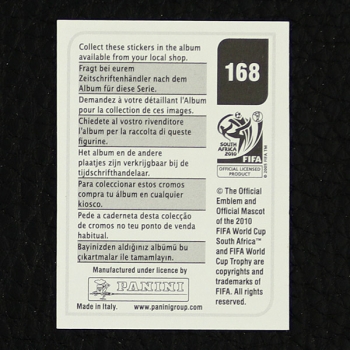 Collect these stickers in the album
available from your local shop.
Fragt bei eurem
Zeitschriftenhändler nach dem
Album für diese Serie.
Demandez à votre détaillant l'Album
pour la collection de ces images.
Chiedete al vostro rivenditore
l'album per la raccolta di queste
figurine.
Het album en de andere
plaatjes zijn verkrijgbaar bij de
tijdschrifthandelaar.
Para coleccionar estos cromos
compra tu álbum en cualquier
kiosco.
Pede a caderneta desta colecção
de cromos no teu ponto de venda
habitual.
Bayinizden aldığınız albümü bu
çıkartmalar ile tamamlayın.
Manufactured under licence by
PANINI
Made in Italy. www.paninigroup.com
168
SOUTH AFRICA
2010
FIFA
OFFICIAL LICENSED
PRODUCT
© The Official
Emblem and
Official Mascot
of the 2010
FIFA World Cup
South Africa™
and FIFA World
Cup Trophy are
copyrights and
trademarks of
FIFA. All rights
reserved.